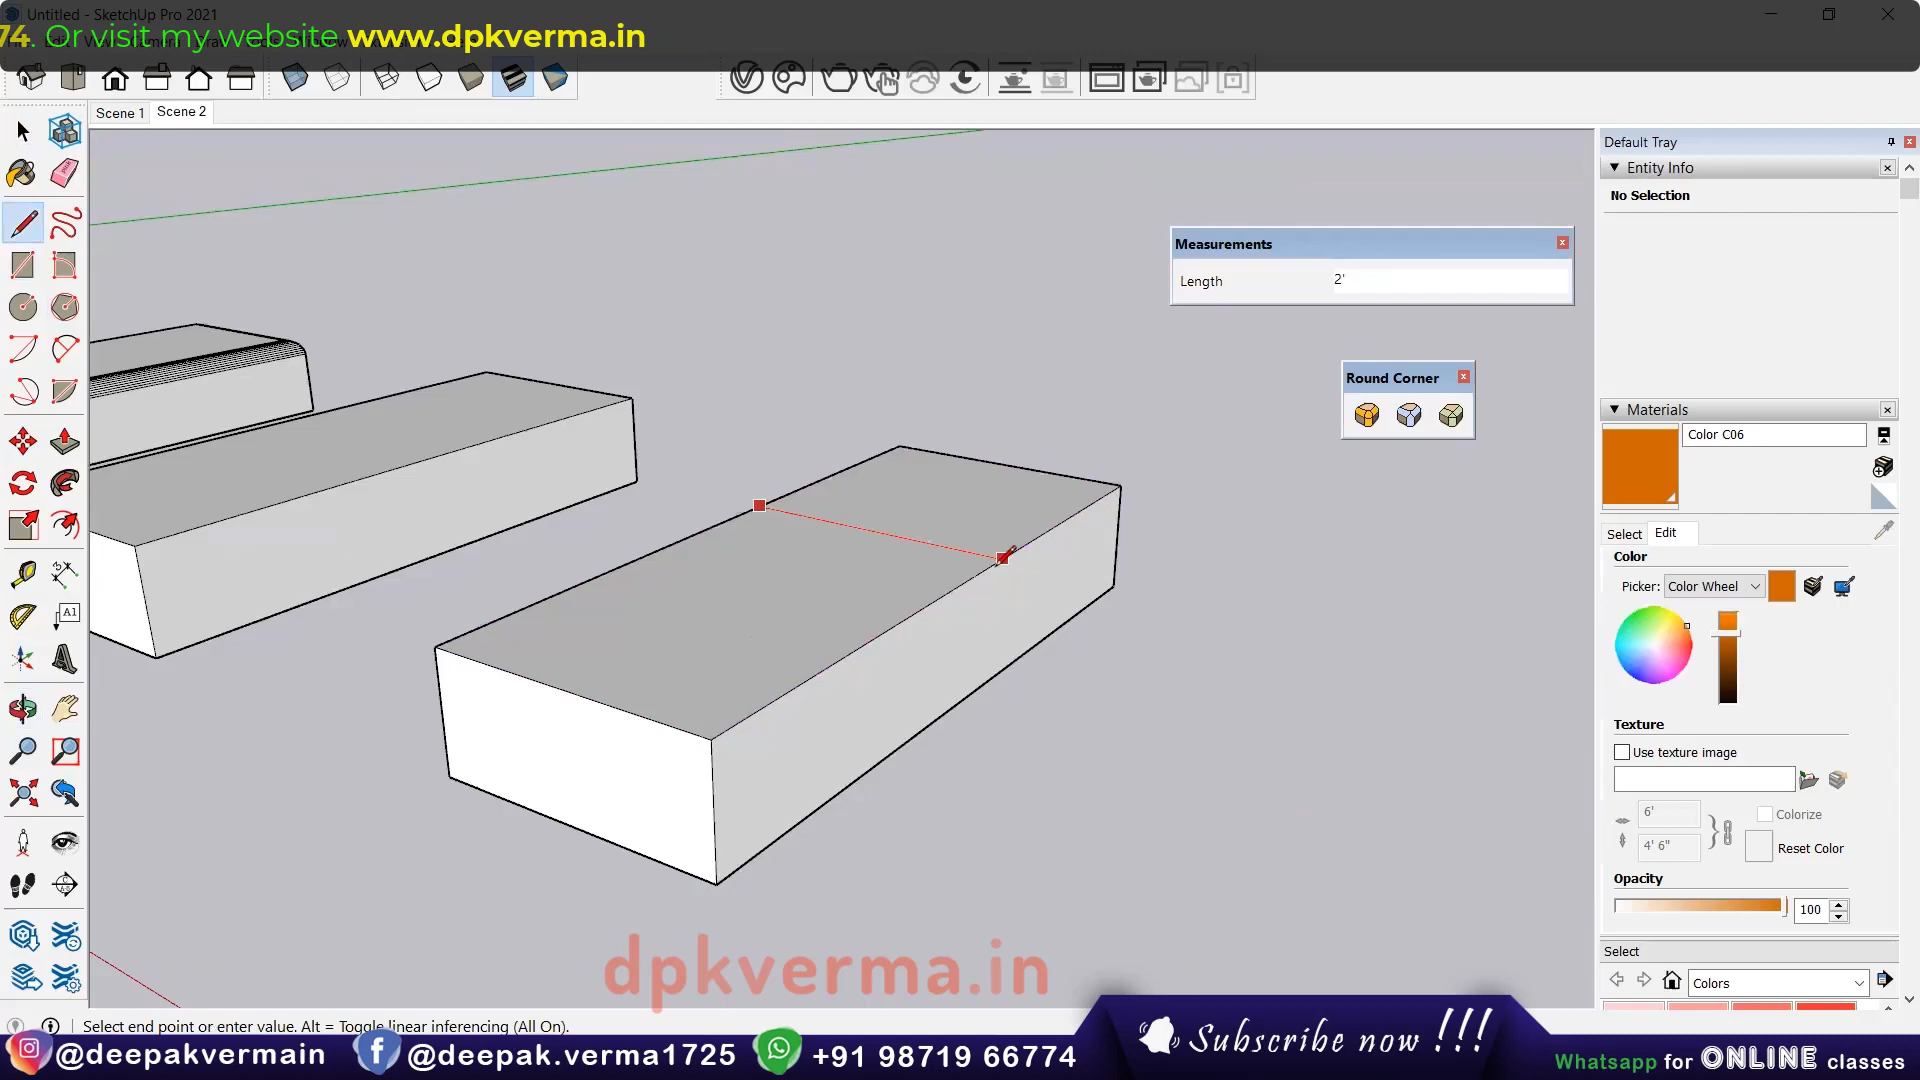 Untitled - SketchUp Pro 2021
74. Or visit my website www.dpkverma.in
Scene 1
Scene 2
Default Tray
Entity Info
No Selection
Measurements
Length 2'
Round Corner
Materials
Color C06
Select
Edit
Color
Picker: Color Wheel
Texture
Use texture image
6'
Colorize
4' 6"
Reset Color
Opacity
100
Select
Colors
A1
dpkverma.in
Select end point or enter value. Alt = Toggle linear inferencing (All On).
@deepakvermain
@deepak.verma1725
+91 98719 66774
Subscribe now !!!
Whatsapp for ONLINE classes